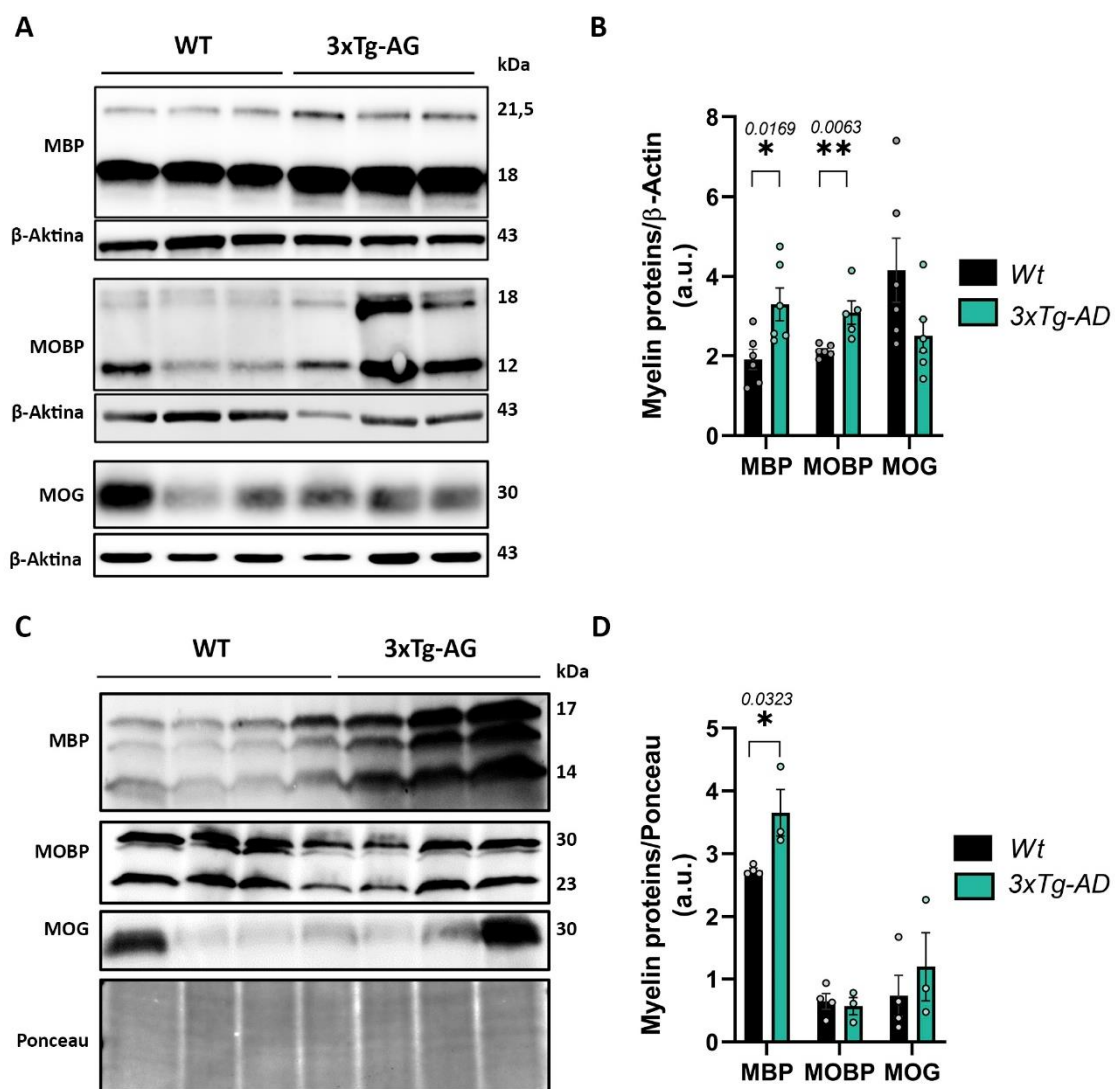 A
WT 3xTg-AG
kDa
MBP
21,5
18
β-Aktina 43
MOBP
18
12
β-Aktina 43
MOG 30
β-Aktina 43
B
Myelin proteins/β-Actin
(a.u.)
8
6
4
2
0
0.0169 0.0063
* **
MBP MOBP MOG
Wt
3xTg-AD
C
WT 3xTg-AG
kDa
MBP
17
14
MOBP
30
23
MOG 30
Ponceau
D
Myelin proteins/Ponceau
(a.u.)
5
4
3
2
1
0
0.0323
*
MBP MOBP MOG
Wt
3xTg-AD